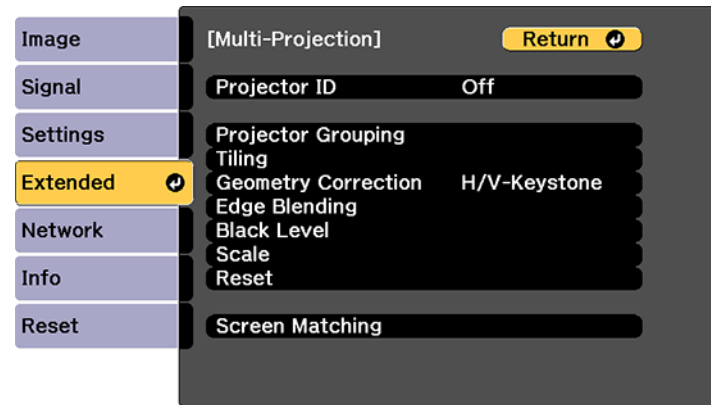 Image
Signal
Settings
Extended
Network
Info
Reset
[Multi-Projection]
Return
Projector ID Off
Projector Grouping
Tiling
Geometry Correction H/V-Keystone
Edge Blending
Black Level
Scale
Reset
Screen Matching